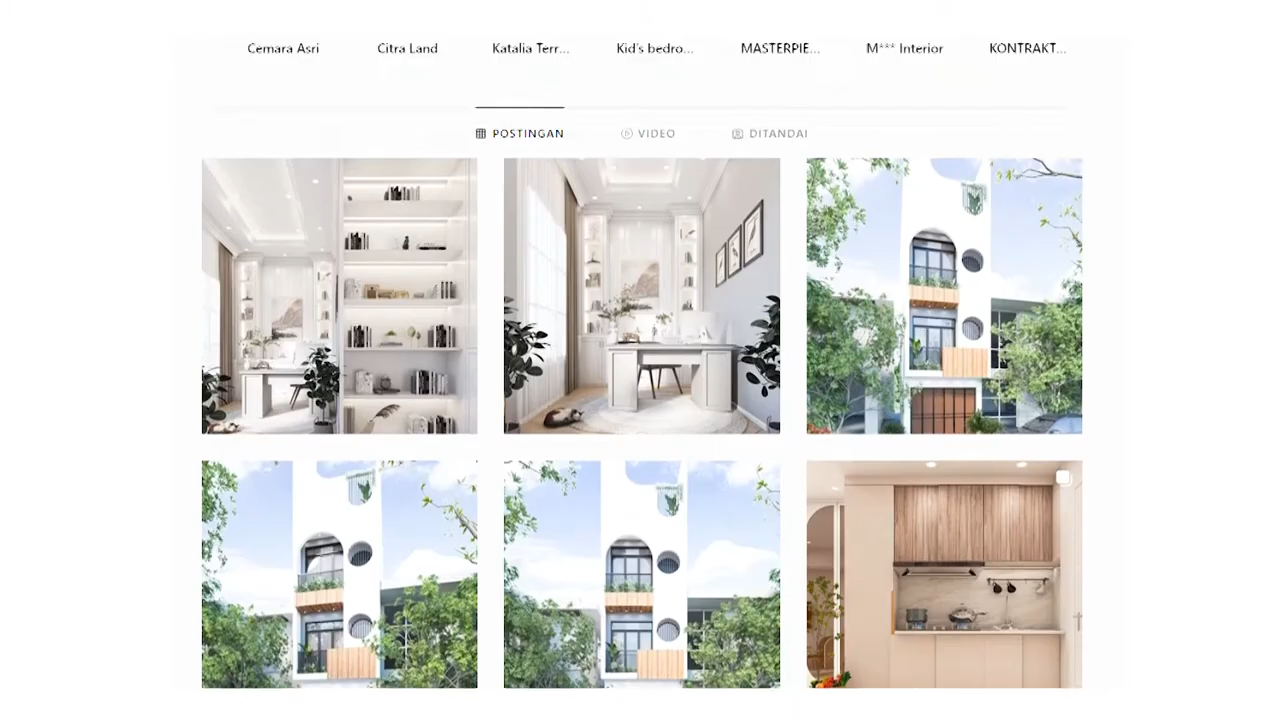 Cemara Asri Citra Land Katalia Terr... Kid's bedro... MASTERPIE... M*** Interior KONTRAKT...
POSTINGAN VIDEO DITANDAI